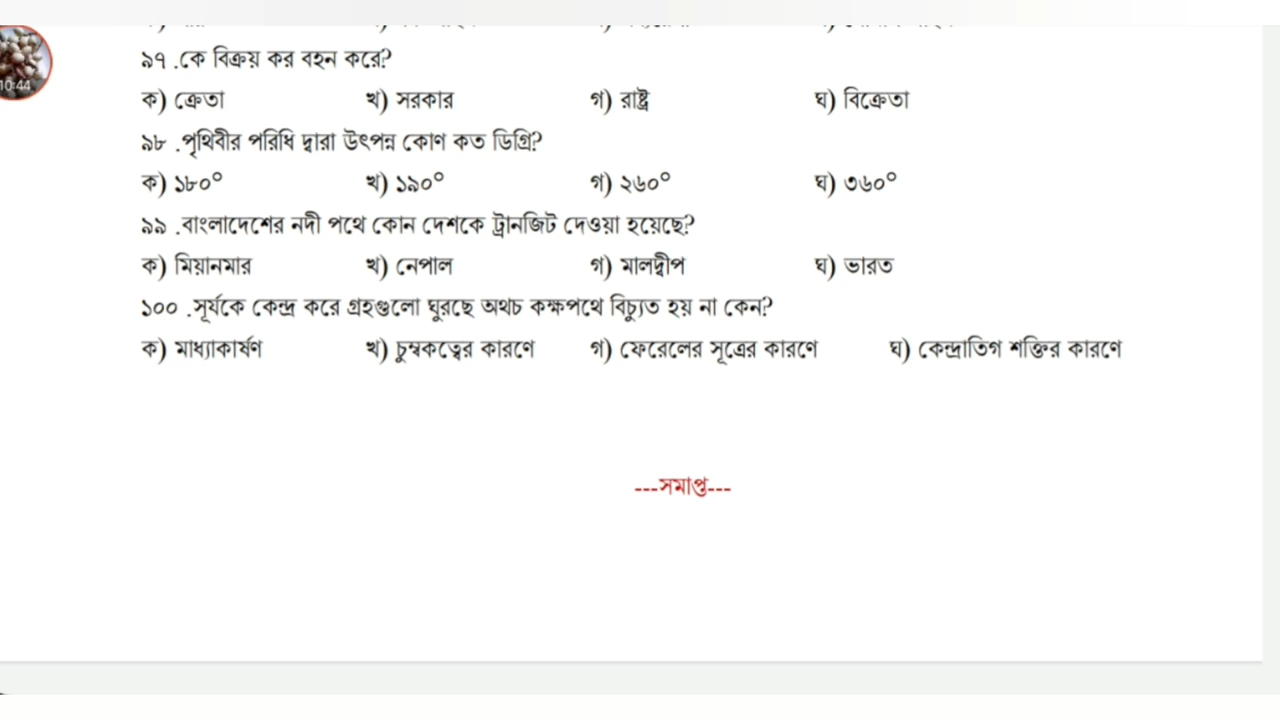 10:44
৯৭ .কে বিক্রয় কর বহন করে?
ক) ক্রেতা খ) সরকার গ) রাষ্ট্র ঘ) বিক্রেতা
৯৮ .পৃথিবীর পরিধি দ্বারা উৎপন্ন কোণ কত ডিগ্রি?
ক) ১৮০° খ) ১৯০° গ) ২৬০° ঘ) ৩৬০°
৯৯ .বাংলাদেশের নদী পথে কোন দেশকে ট্রানজিট দেওয়া হয়েছে?
ক) মিয়ানমার খ) নেপাল গ) মালদ্বীপ ঘ) ভারত
১০০ .সূর্যকে কেন্দ্র করে গ্রহগুলো ঘুরছে অথচ কক্ষপথে বিচ্যুত হয় না কেন?
ক) মাধ্যাকার্ষণ খ) চুম্বকত্বের কারণে গ) ফেরেলের সূত্রের কারণে ঘ) কেন্দ্রাতিগ শক্তির কারণে
---সমাপ্ত---